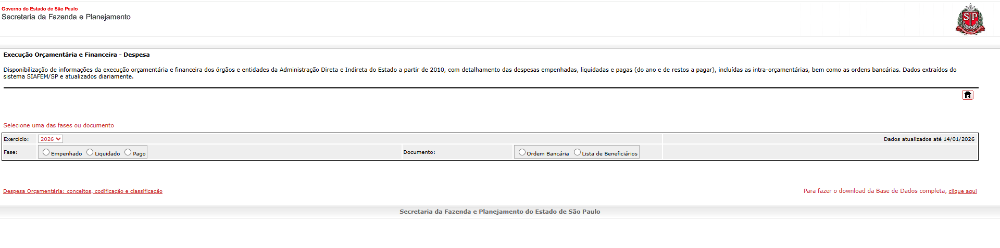 Governo do Estado de São Paulo
Secretaria da Fazenda e Planejamento
SP
Execução Orçamentária e Financeira - Despesa
Disponibilização de informações da execução orçamentária e financeira dos órgãos e entidades da Administração Direta e Indireta do Estado a partir de 2010, com detalhamento das despesas empenhadas, liquidadas e pagas (do ano e de restos a pagar), incluídas as intra-orçamentárias, bem como as ordens bancárias. Dados extraídos do
sistema SIAFEM/SP e atualizados diariamente.
Selecione uma das fases ou documento
Exercício: 2026 Dados atualizados até 14/01/2026
Fase: Empenhado Liquidado Pago Documento: Ordem Bancária Lista de Beneficiários
Despesa Orçamentária: conceitos, codificação e classificação Para fazer o download da Base de Dados completa, clique aqui
Secretaria da Fazenda e Planejamento do Estado de São Paulo